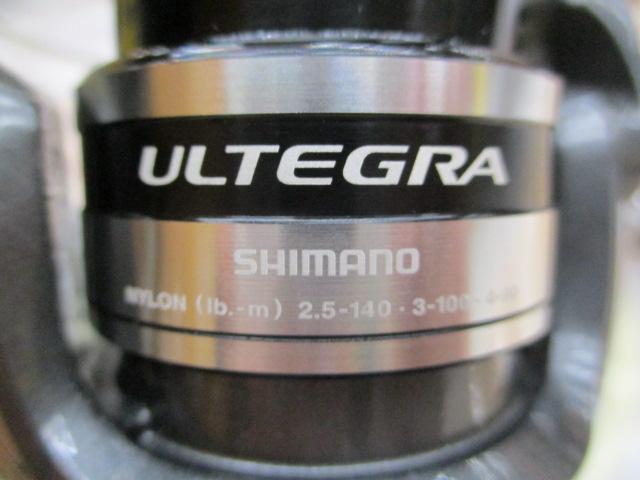 ULTEGRA
SHIMANO
NYLON (lb.-m) 2.5-140 · 3-100